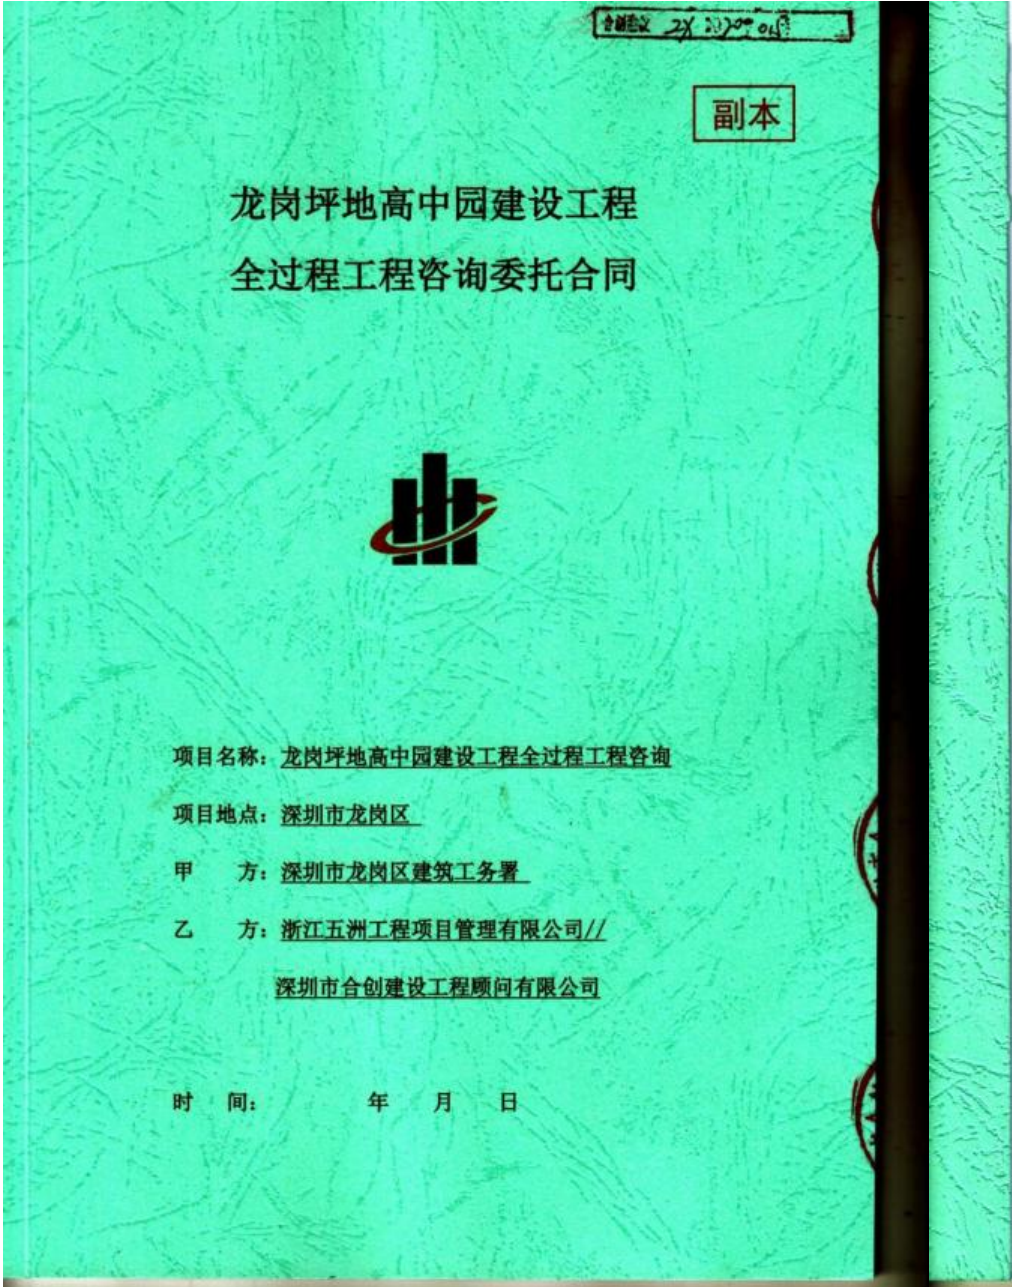 副本
龙岗坪地高中园建设工程
全过程工程咨询委托合同
项目名称：龙岗坪地高中园建设工程全过程工程咨询
项目地点：深圳市龙岗区
甲 方：深圳市龙岗区建筑工务署
乙 方：浙江五洲工程项目管理有限公司//
深圳市合创建设工程顾问有限公司
时 间： 年 月 日